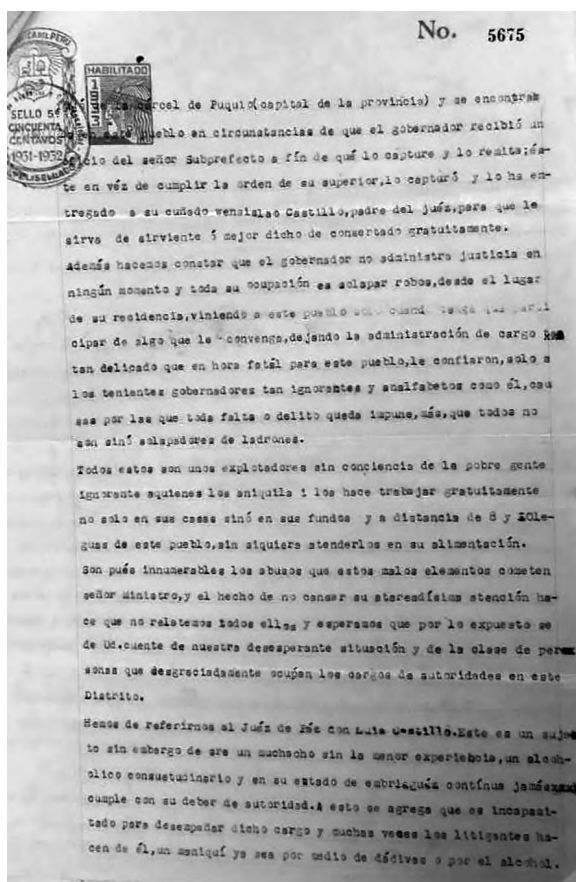 No. 5675
HABILITADO
SELLO 5º
CINCUENTA
CENTAVOS
1931-1932
cárcel de Puquio(capital de la provincia) y se encontraba
pueblo en circunstancias de que el gobernador recibió un
del señor Subprefecto a fín de qué lo capture y lo remita;és-
te en véz de cumplir la orden de su superior,lo capturó y lo ha en-
tregado a su cuñado wensislao Castillo,padre del juéz,para que le
sirva de sirviente ó mejor dicho de consertado gratuitamente.
Además hacemos constar que el gobernador no administra justicia en
ningún momento y toda su ocupación es solapar robos,desde el lugar
de su residencia,viniendo a este pueblo solo cuando tenga que parti
cipar de algo que le convenga,dejando la administración de cargo
tan delicado que en hora fatál para este pueblo,le confiaron,solo a
los tenientes gobernadores tan ignorantes y analfabetos como él,cau
sas por las que toda falta o delito queda impune,más,que todos no
son sinó solapadores de ladrones.
Todos estos son unos explotadores sin conciencia de la pobre gente
ignorante aquienes los aniquila i los hace trabajar gratuitamente
no solo en sus casas sinó en sus fundos y a distancia de 8 y 10le-
guas de este pueblo,sin siquiera atenderlos en su alimentación.
Son pués innumerables los abusos que estos malos elementos cometen
señor Ministro,y el hecho de no cansar su atareadísima atención ha-
ce que no relatemos todos ellos y esperamos que por lo expuesto se
de Ud.cuente de nuestra desesperante situación y de la clase de per
sonas que desgraciadamente ocupan los cargos de autoridades en este
Distrito.
Hemos de referirnos al Juéz de Páz don Luis Castillo.Este es un suje
to sin embargo de sre un muchacho sin la menor experiebcia,un alcoh-
olico consuetudinario y en su estado de embriaguéz contínua jamás
cumple con su deber de autoridad.A esto se agrega que es incapasi-
tado para desempeñar dicho cargo y muchas veces los litigantes ha-
cen de él,un maniquí ya sea por medio de dádivas o por el alcohol.